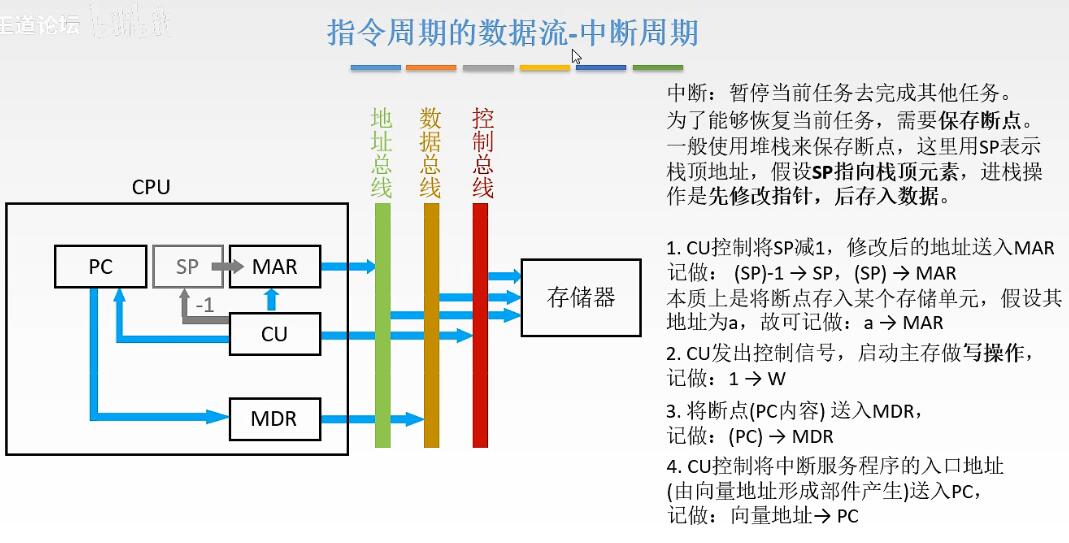 王道论坛
指令周期的数据流-中断周期
地址总线
数据总线
控制总线
CPU
PC
SP
MAR
-1
CU
MDR
存储器
中断：暂停当前任务去完成其他任务。
为了能够恢复当前任务，需要保存断点。
一般使用堆栈来保存断点，这里用SP表示
栈顶地址，假设SP指向栈顶元素，进栈操
作是先修改指针，后存入数据。
1. CU控制将SP减1，修改后的地址送入MAR
记做： (SP)-1 → SP，(SP) → MAR
本质上是将断点存入某个存储单元，假设其
地址为a，故可记做：a → MAR
2. CU发出控制信号，启动主存做写操作，
记做：1 → W
3. 将断点(PC内容) 送入MDR，
记做：(PC) → MDR
4. CU控制将中断服务程序的入口地址
(由向量地址形成部件产生)送入PC，
记做：向量地址→ PC